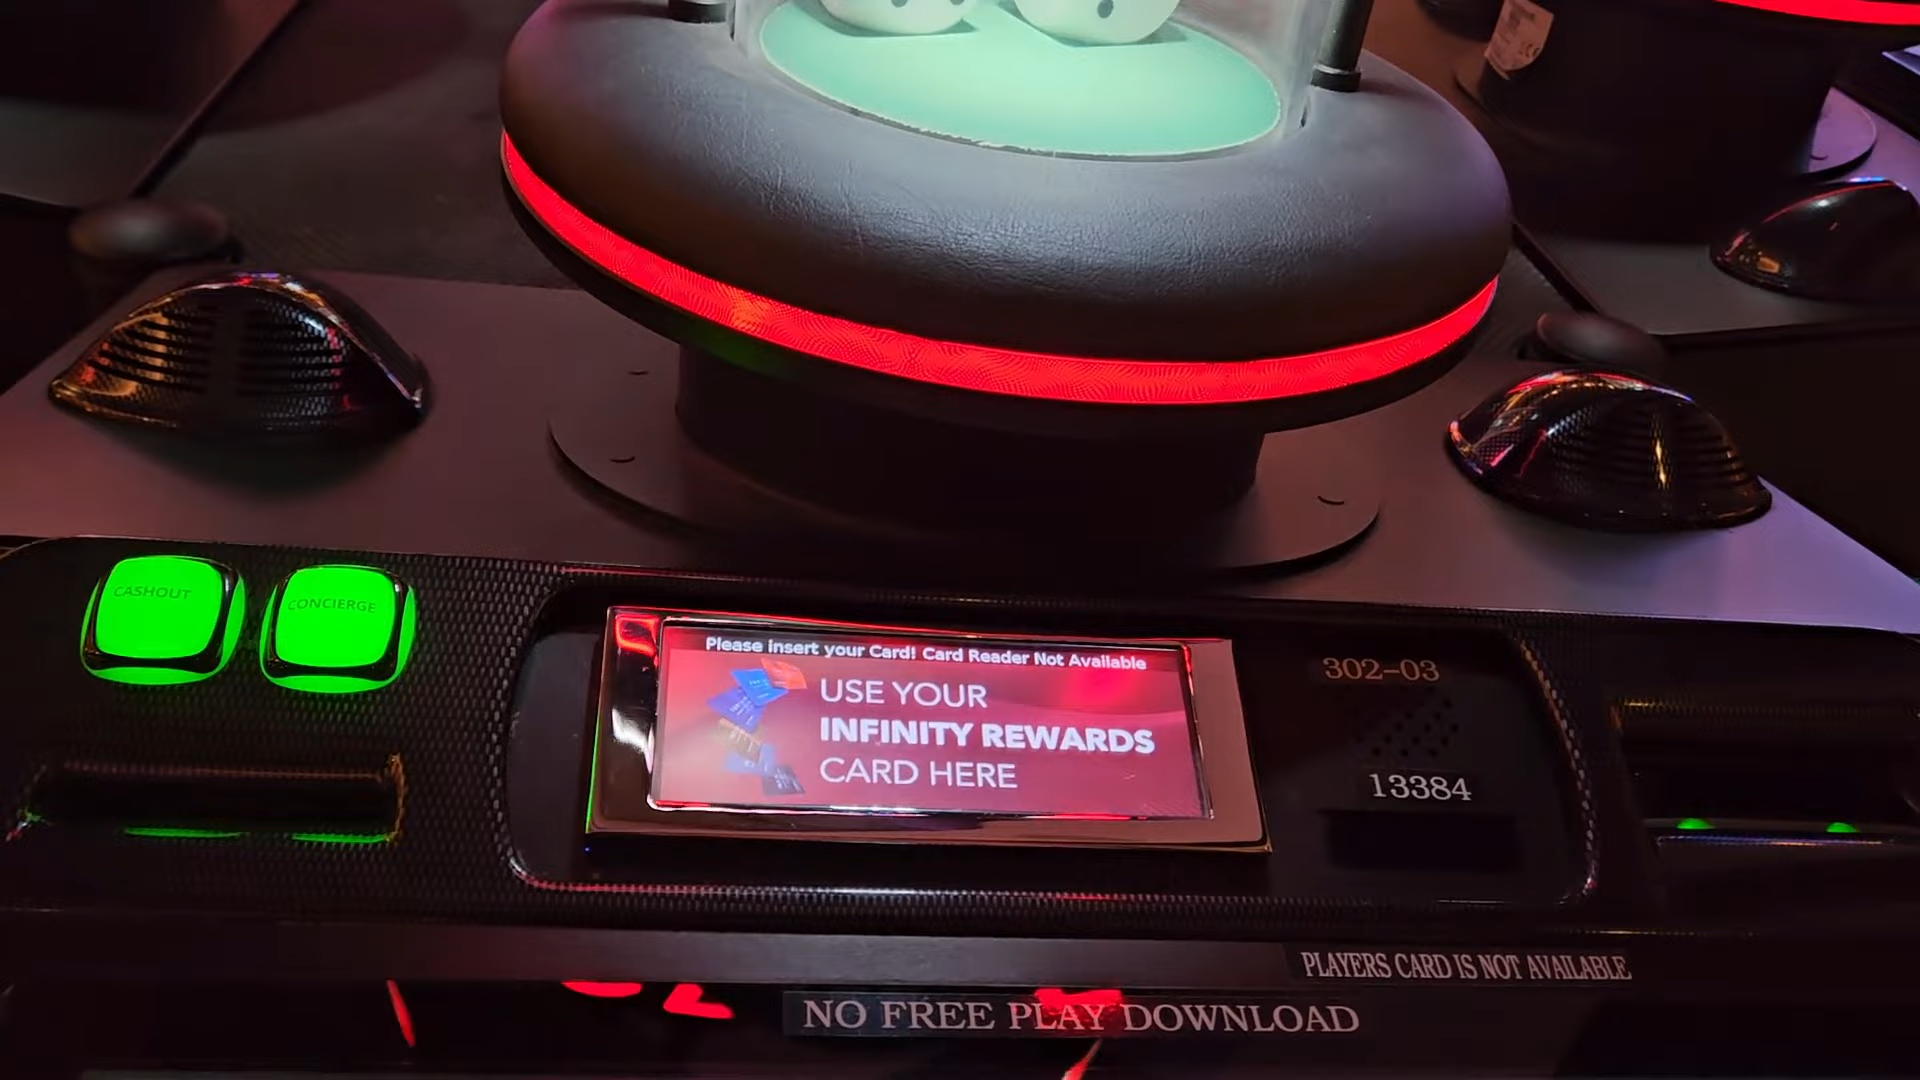 CASHOUT
CONCIERGE
Please insert your Card! Card Reader Not Available
USE YOUR
INFINITY REWARDS
CARD HERE
302-03
13384
PLAYERS CARD IS NOT AVAILABLE
NO FREE PLAY DOWNLOAD